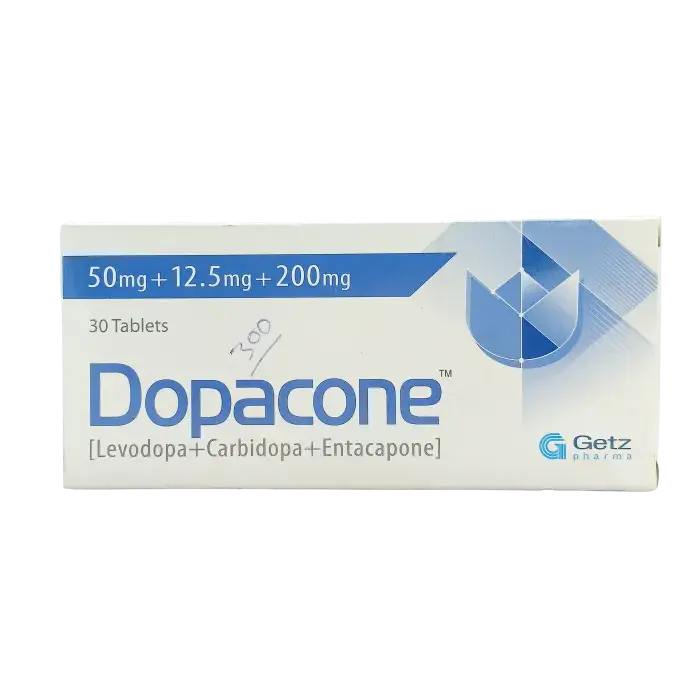 50mg+12.5mg+200mg
30 Tablets
300
Dopacone™
[Levodopa+Carbidopa+Entacapone]
Getz
pharma